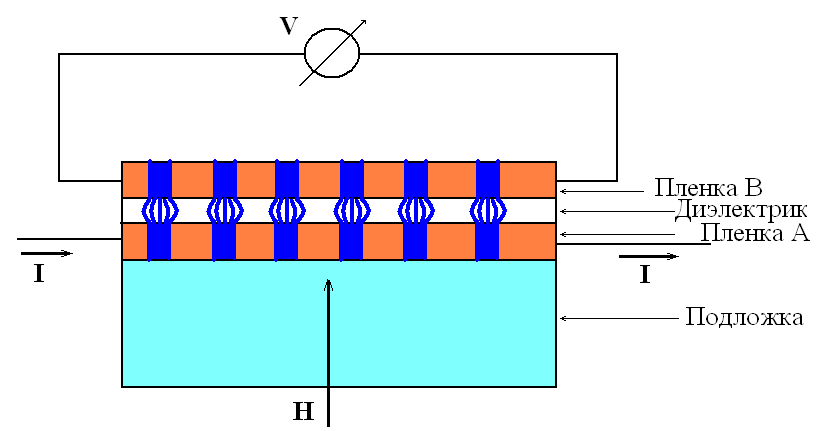 V
Пленка В
Диэлектрик
Пленка А
I
I
Подложка
H